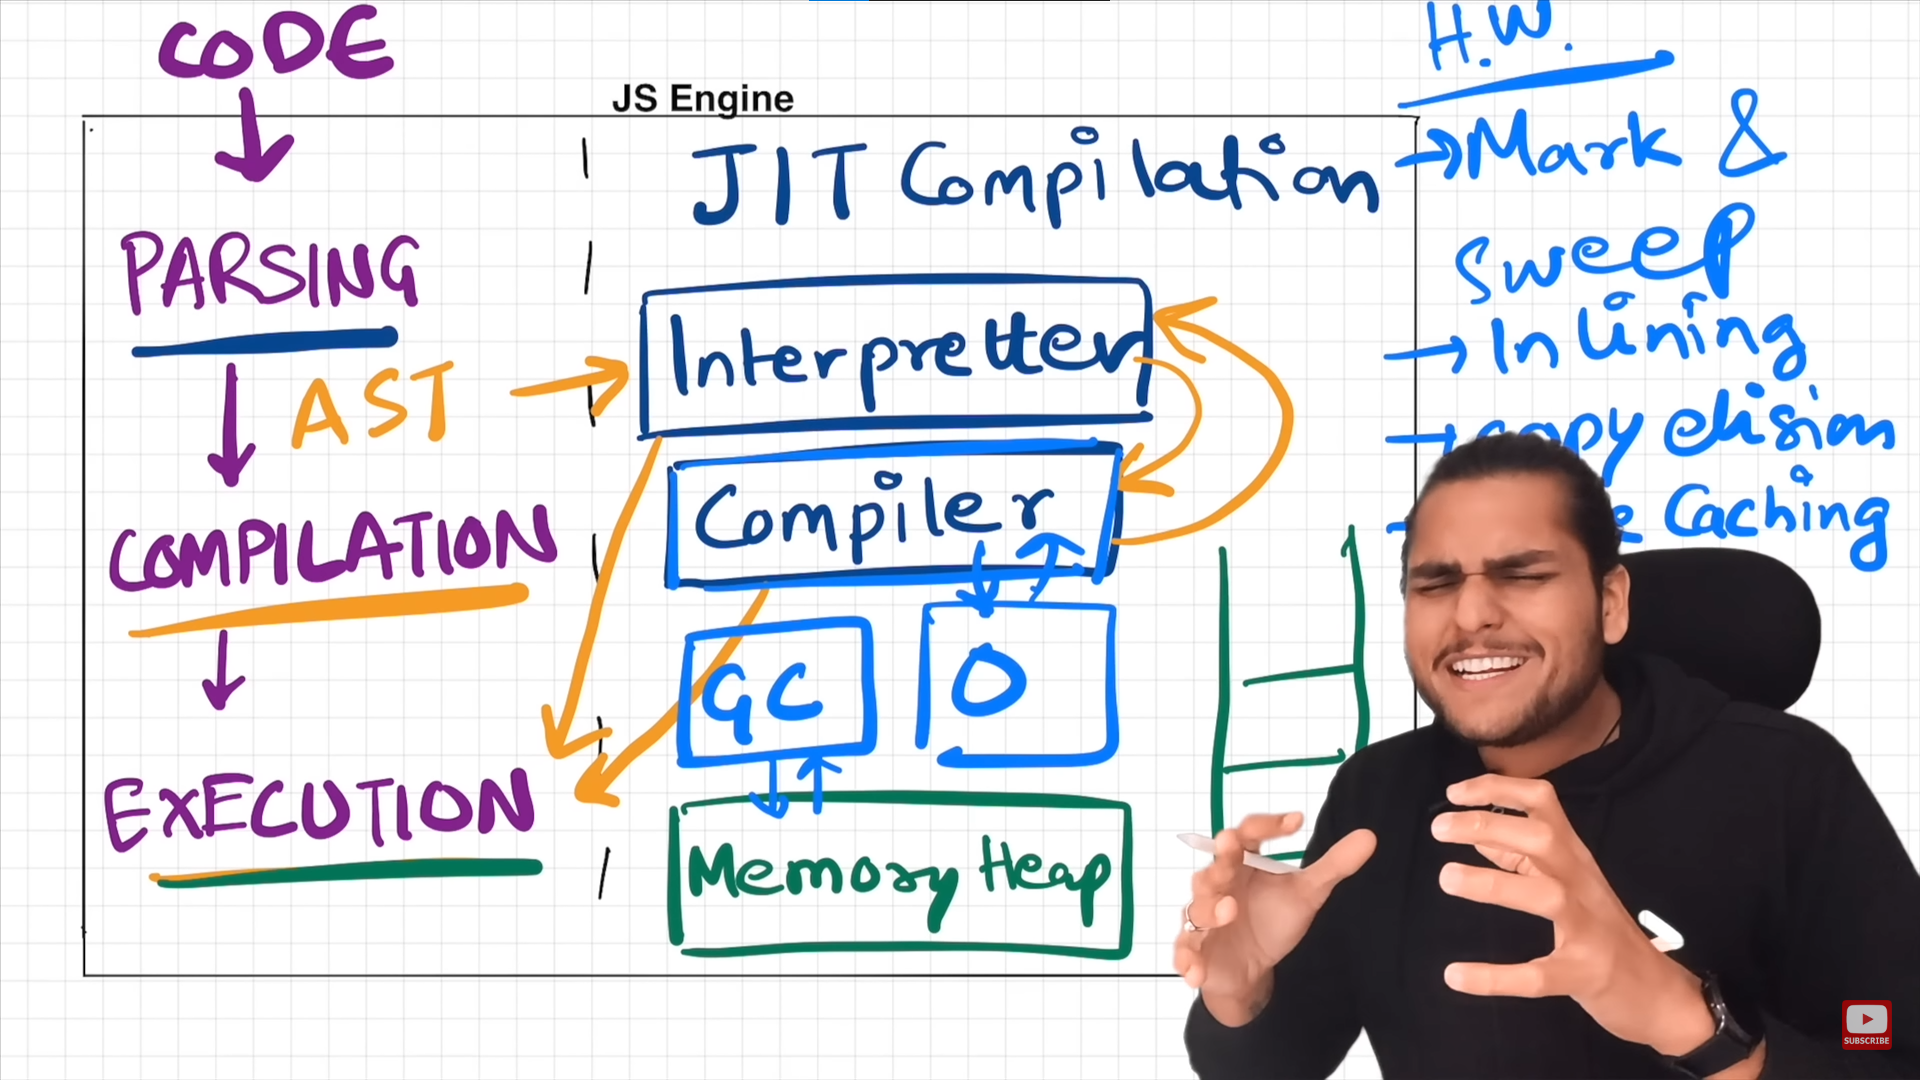 CODE
JS Engine
PARSING
AST
COMPILATION
EXECUTION
JIT Compilation
Interpretter
Compiler
GC
O
Memory Heap
H.W.
→ Mark &
Sweep
→ Inlining
→ copy elision
Caching
SUBSCRIBE